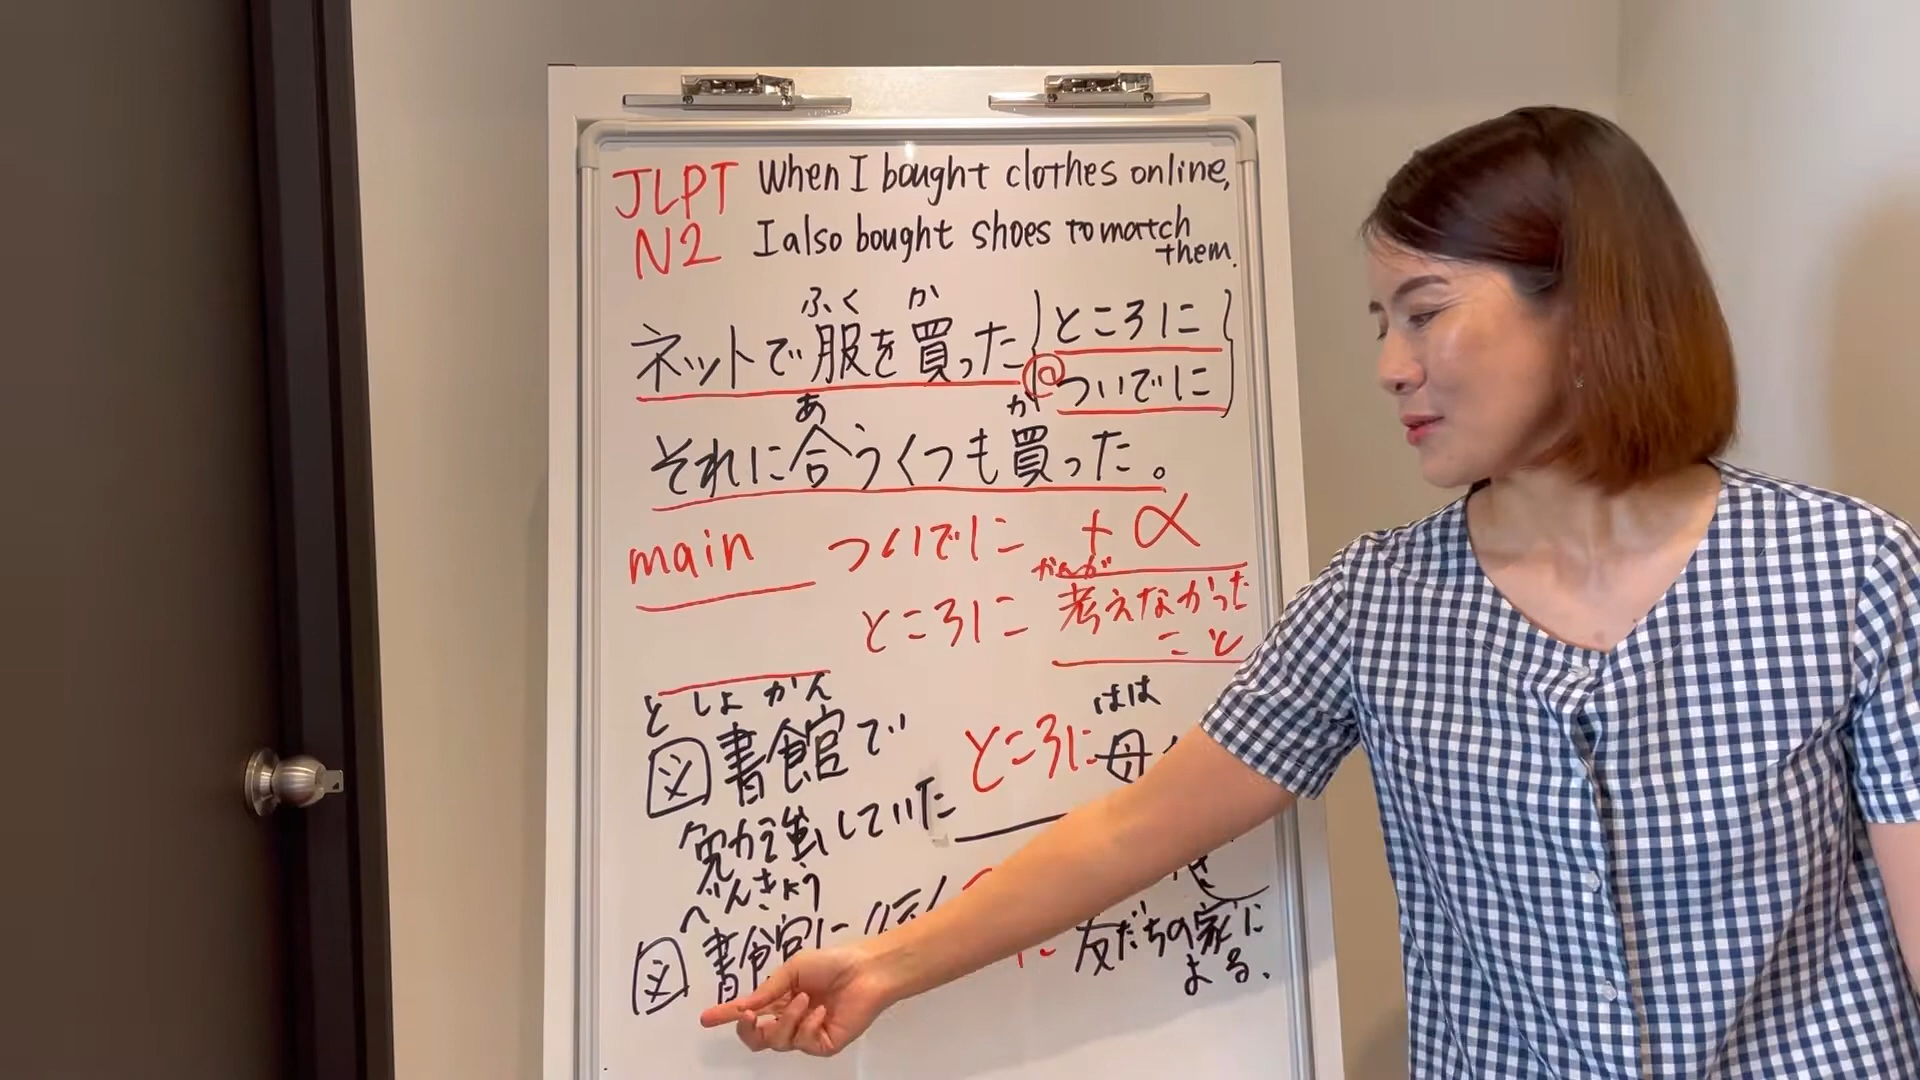 JLPT When I bought clothes online,
N2 I also bought shoes to match
them.
ふく か
ネットで服を買った ところに
@ ついでに
あ か
それに合うくつも買った。
main ついでに +α
かんが
ところに 考えなかった
こと
としょかん はは
図書館で ところに 母
勉強していた
べんきょう
図書館に行く に 友だちの家に
よる。